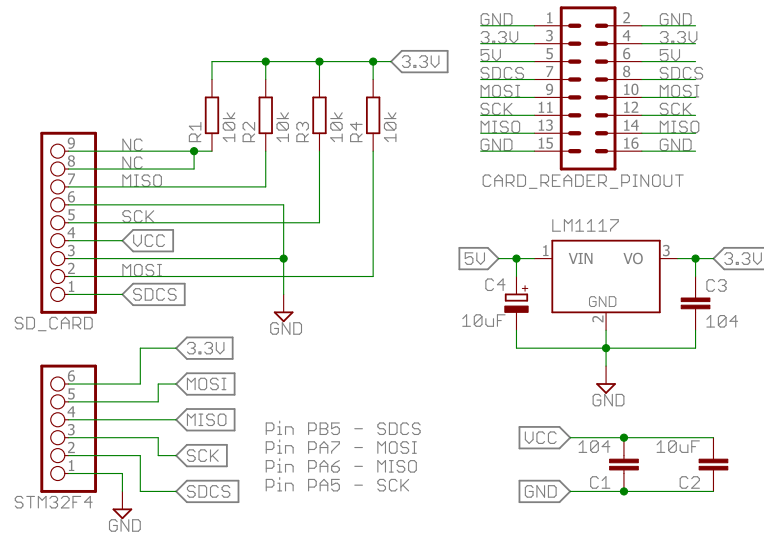 3.3V
R1
10k
R2
10k
R3
10k
R4
10k
9
NC
8
NC
7
MISO
6
5
SCK
4
VCC
3
2
MOSI
1
SDCS
SD_CARD
GND
GND 1 2 GND
3.3V 3 4 3.3V
5V 5 6 5V
SDCS 7 8 SDCS
MOSI 9 10 MOSI
SCK 11 12 SCK
MISO 13 14 MISO
GND 15 16 GND
CARD_READER_PINOUT
LM1117
5V 1 VIN VO 3 3.3V
C4
+
10uF
GND
2
C3
104
GND
6 3.3V
5 MOSI
4 MISO
3 SCK
2 SDCS
1
STM32F4
GND
Pin PB5 - SDCS
Pin PA7 - MOSI
Pin PA6 - MISO
Pin PA5 - SCK
VCC
104
10uF
GND
C1
C2